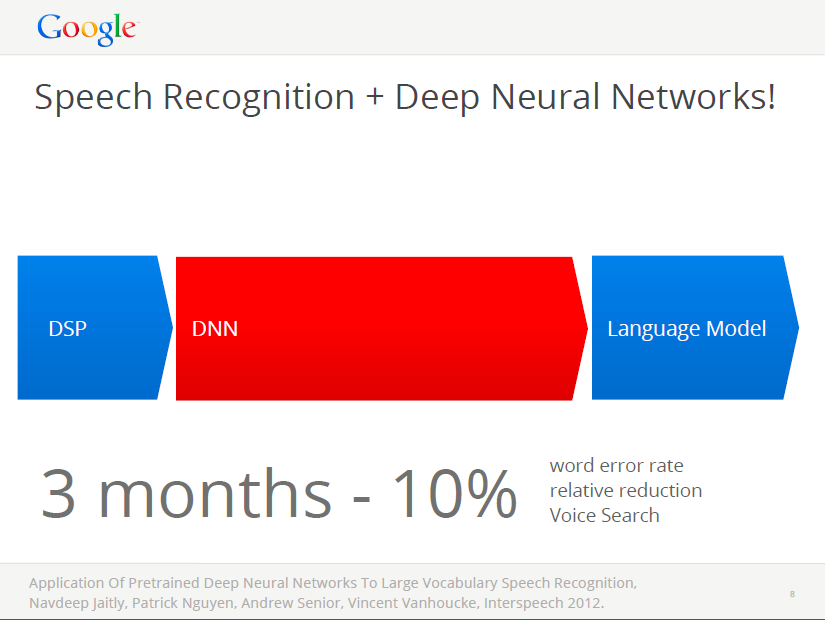 Google
Speech Recognition + Deep Neural Networks!
DSP
DNN
Language Model
3 months - 10%
word error rate
relative reduction
Voice Search
Application Of Pretrained Deep Neural Networks To Large Vocabulary Speech Recognition,
Navdeep Jaitly, Patrick Nguyen, Andrew Senior, Vincent Vanhoucke, Interspeech 2012.
8